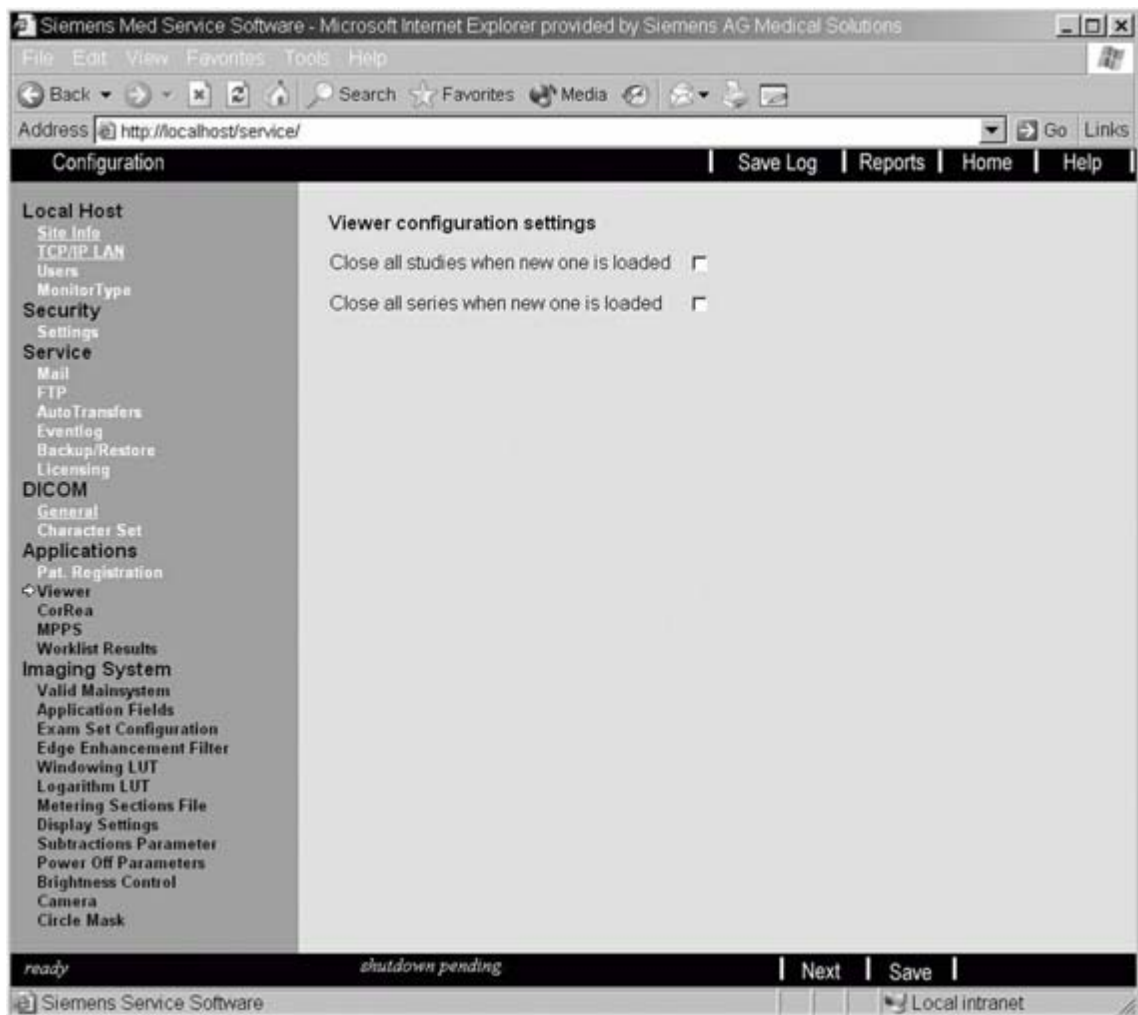 Siemens Med Service Software - Microsoft Internet Explorer provided by Siemens AG Medical Solutions
File Edit View Favorites Tools Help
Back Search Favorites Media
Address http://localhost/service/ Go Links
Configuration Save Log Reports Home Help
Local Host
Site Info
TCP/IP LAN
Users
MonitorType
Security
Settings
Service
Mail
FTP
AutoTransfers
Eventlog
Backup/Restore
Licensing
DICOM
General
Character Set
Applications
Pat. Registration
Viewer
CorRea
MPPS
Worklist Results
Imaging System
Valid Mainsystem
Application Fields
Exam Set Configuration
Edge Enhancement Filter
Windowing LUT
Logarithm LUT
Metering Sections File
Display Settings
Subtractions Parameter
Power Off Parameters
Brightness Control
Camera
Circle Mask
Viewer configuration settings
Close all studies when new one is loaded
Close all series when new one is loaded
ready shutdown pending Next Save
Siemens Service Software Local intranet